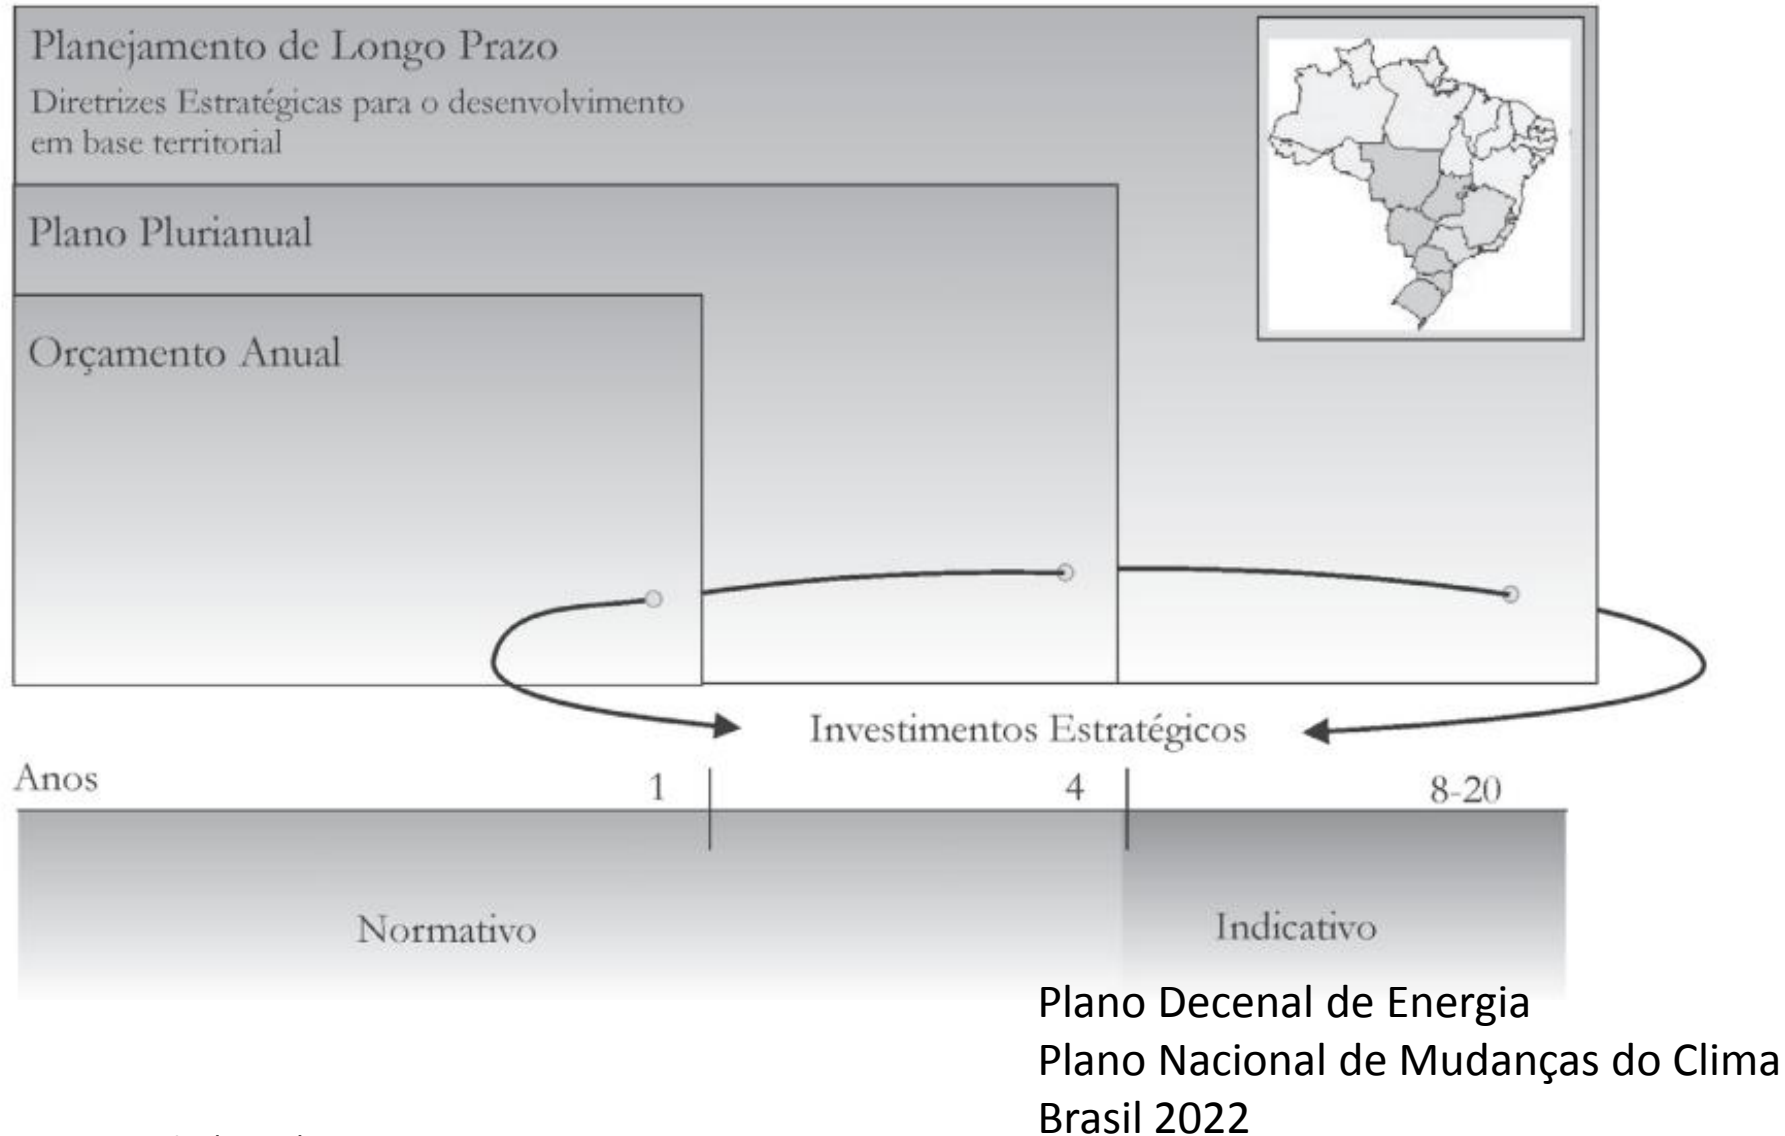 Planejamento de Longo Prazo
Diretrizes Estratégicas para o desenvolvimento
em base territorial
Plano Plurianual
Orçamento Anual
Investimentos Estratégicos
Anos
1
4
8-20
Normativo
Indicativo
Plano Decenal de Energia
Plano Nacional de Mudanças do Clima
Brasil 2022